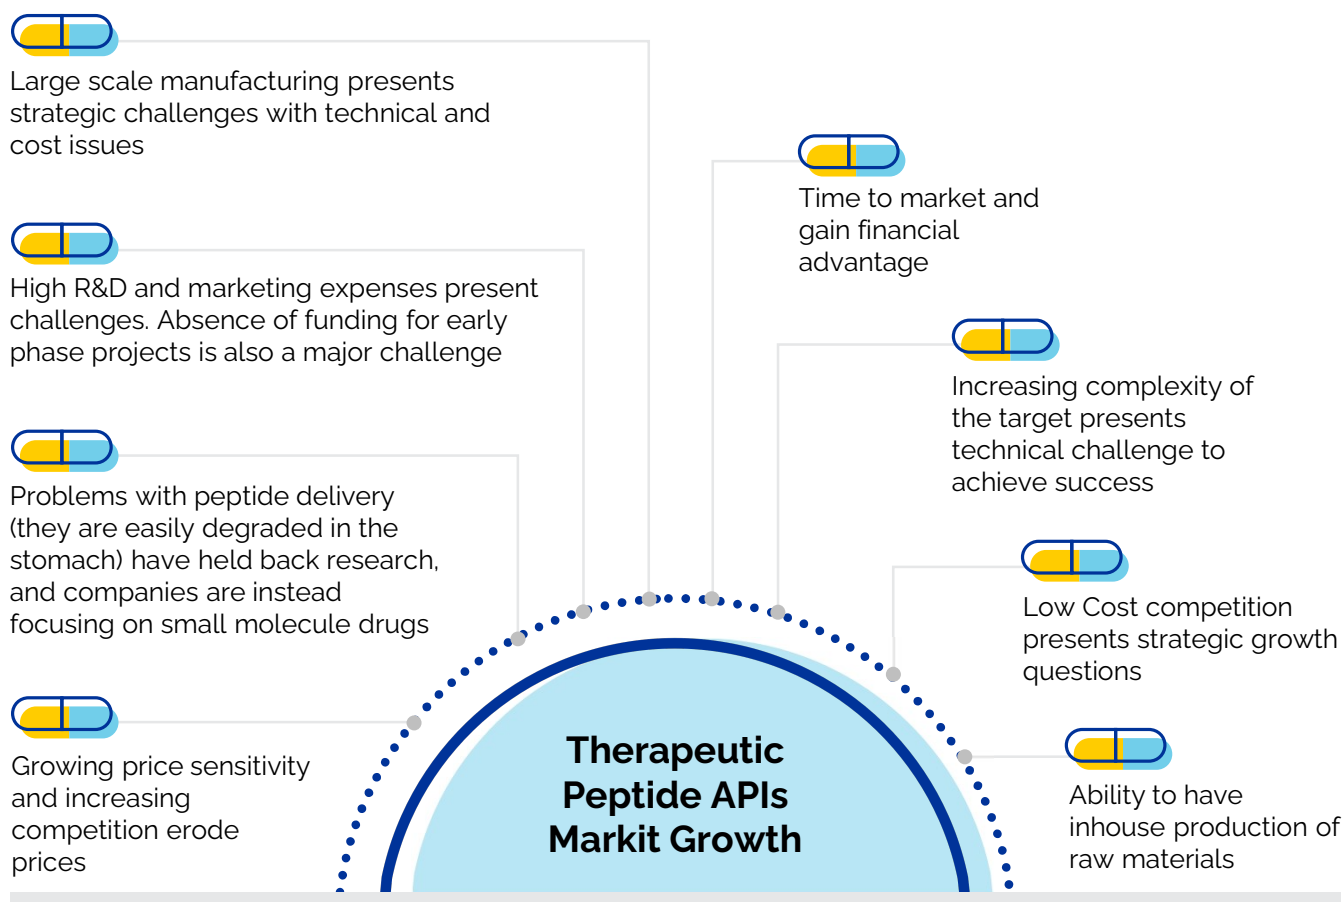 Large scale manufacturing presents
strategic challenges with technical and
cost issues
High R&D and marketing expenses present
challenges. Absence of funding for early
phase projects is also a major challenge
Problems with peptide delivery
(they are easily degraded in the
stomach) have held back research,
and companies are instead
focusing on small molecule drugs
Growing price sensitivity
and increasing
competition erode
prices
Time to market and
gain financial
advantage
Increasing complexity of
the target presents
technical challenge to
achieve success
Low Cost competition
presents strategic growth
questions
Ability to have
inhouse production of
raw materials
Therapeutic
Peptide APIs
Markit Growth